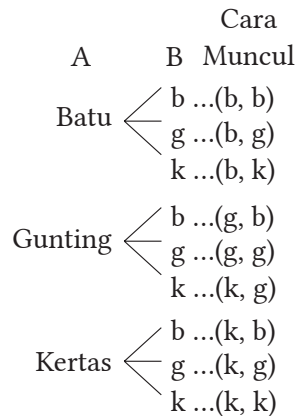 Cara
A B Muncul
b ...(b, b)
Batu g ...(b, g)
k ...(b, k)
b ...(g, b)
Gunting g ...(g, g)
k ...(k, g)
b ...(k, b)
Kertas g ...(k, g)
k ...(k, k)